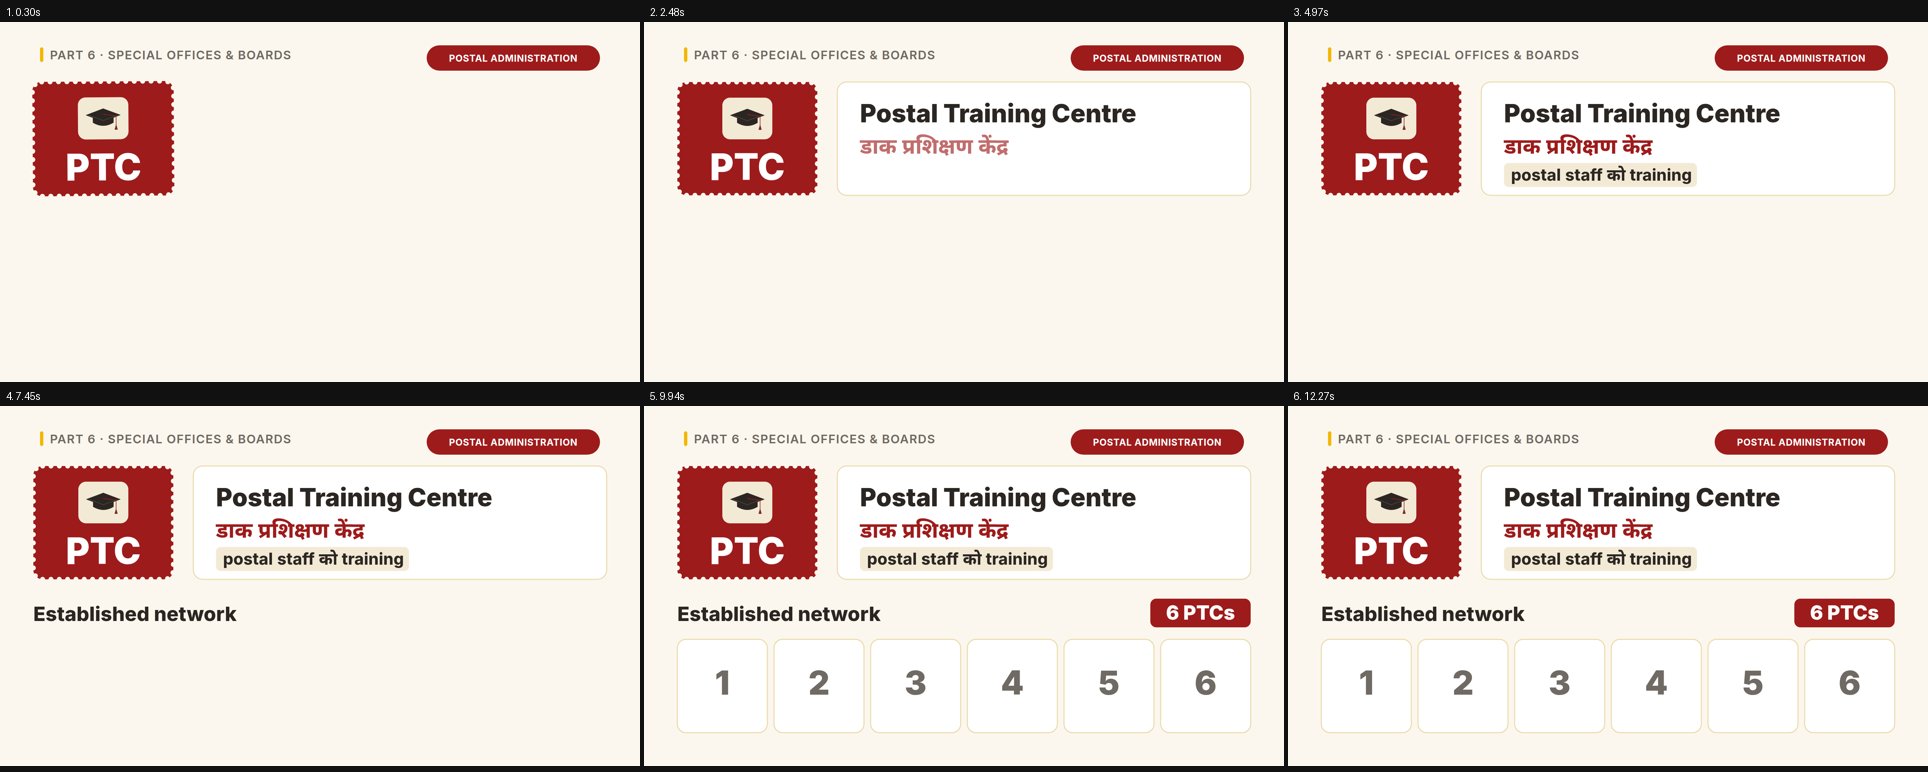 1. 0.30s
PART 6 · SPECIAL OFFICES & BOARDS
POSTAL ADMINISTRATION
PTC
2. 2.48s
PART 6 · SPECIAL OFFICES & BOARDS
POSTAL ADMINISTRATION
PTC
Postal Training Centre
डाक प्रशिक्षण केंद्र
3. 4.97s
PART 6 · SPECIAL OFFICES & BOARDS
POSTAL ADMINISTRATION
PTC
Postal Training Centre
डाक प्रशिक्षण केंद्र
postal staff को training
4. 7.45s
PART 6 · SPECIAL OFFICES & BOARDS
POSTAL ADMINISTRATION
PTC
Postal Training Centre
डाक प्रशिक्षण केंद्र
postal staff को training
Established network
5. 9.94s
PART 6 · SPECIAL OFFICES & BOARDS
POSTAL ADMINISTRATION
PTC
Postal Training Centre
डाक प्रशिक्षण केंद्र
postal staff को training
Established network
6 PTCs
1 2 3 4 5 6
6. 12.27s
PART 6 · SPECIAL OFFICES & BOARDS
POSTAL ADMINISTRATION
PTC
Postal Training Centre
डाक प्रशिक्षण केंद्र
postal staff को training
Established network
6 PTCs
1 2 3 4 5 6